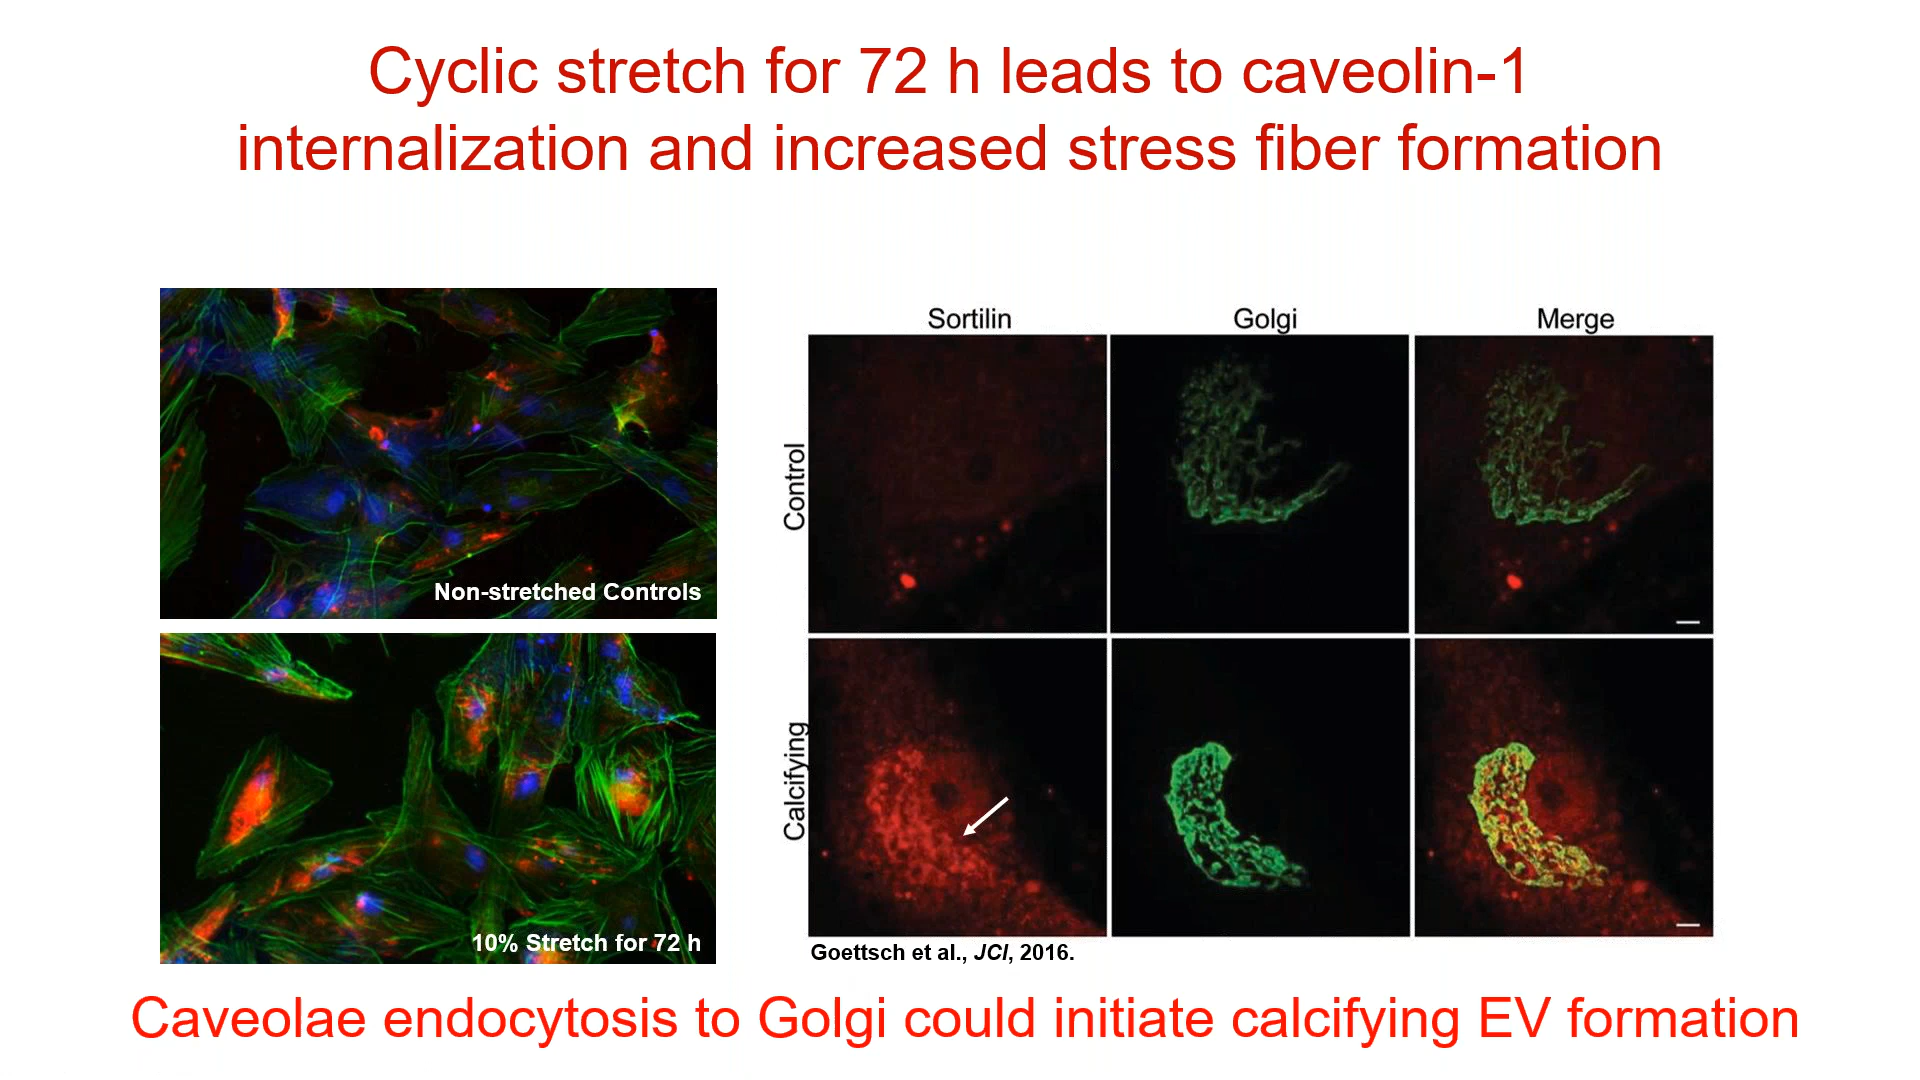 Cyclic stretch for 72 h leads to caveolin-1
internalization and increased stress fiber formation
Non-stretched Controls
10% Stretch for 72 h
Sortilin
Golgi
Merge
Control
Calcifying
Goettsch et al., JCI, 2016.
Caveolae endocytosis to Golgi could initiate calcifying EV formation